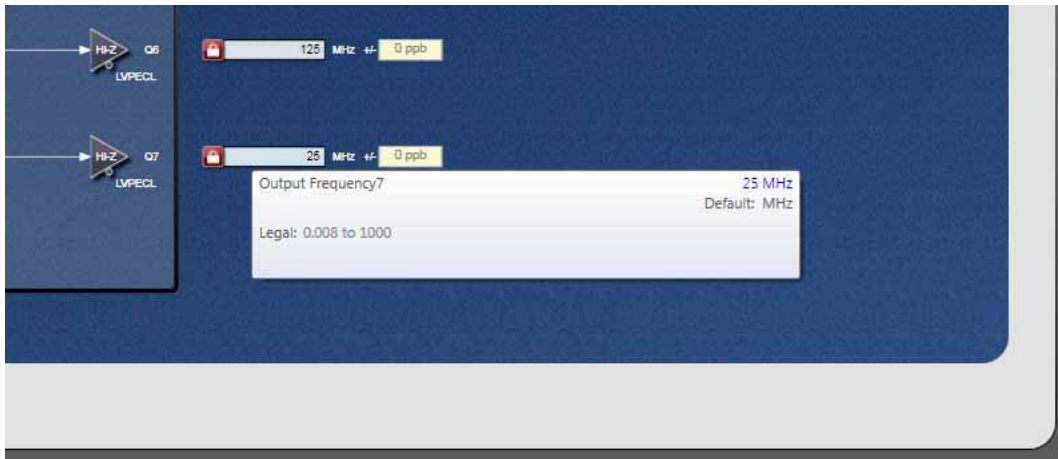 HI-Z Q6 125 MHz +/- 0 ppb
LVPECL
HI-Z Q7 25 MHz +/- 0 ppb
LVPECL
Output Frequency7 25 MHz
Default: MHz
Legal: 0.008 to 1000